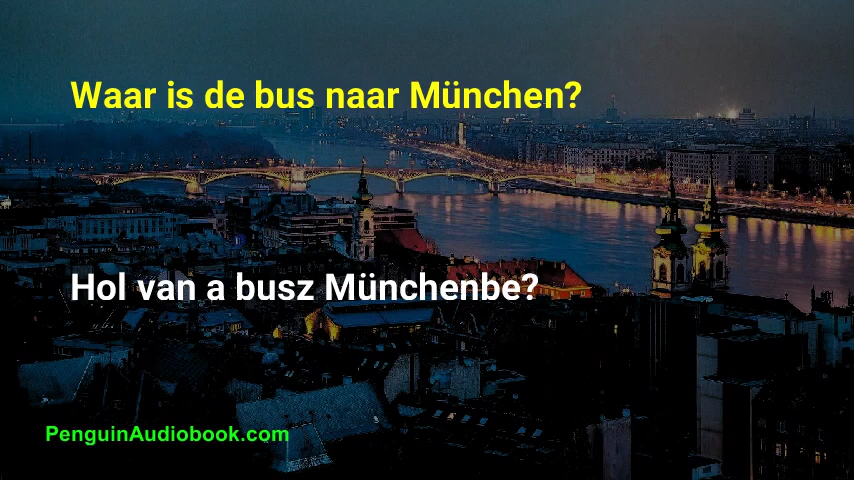 Waar is de bus naar München?
Hol van a busz Münchenbe?
PenguinAudiobook.com